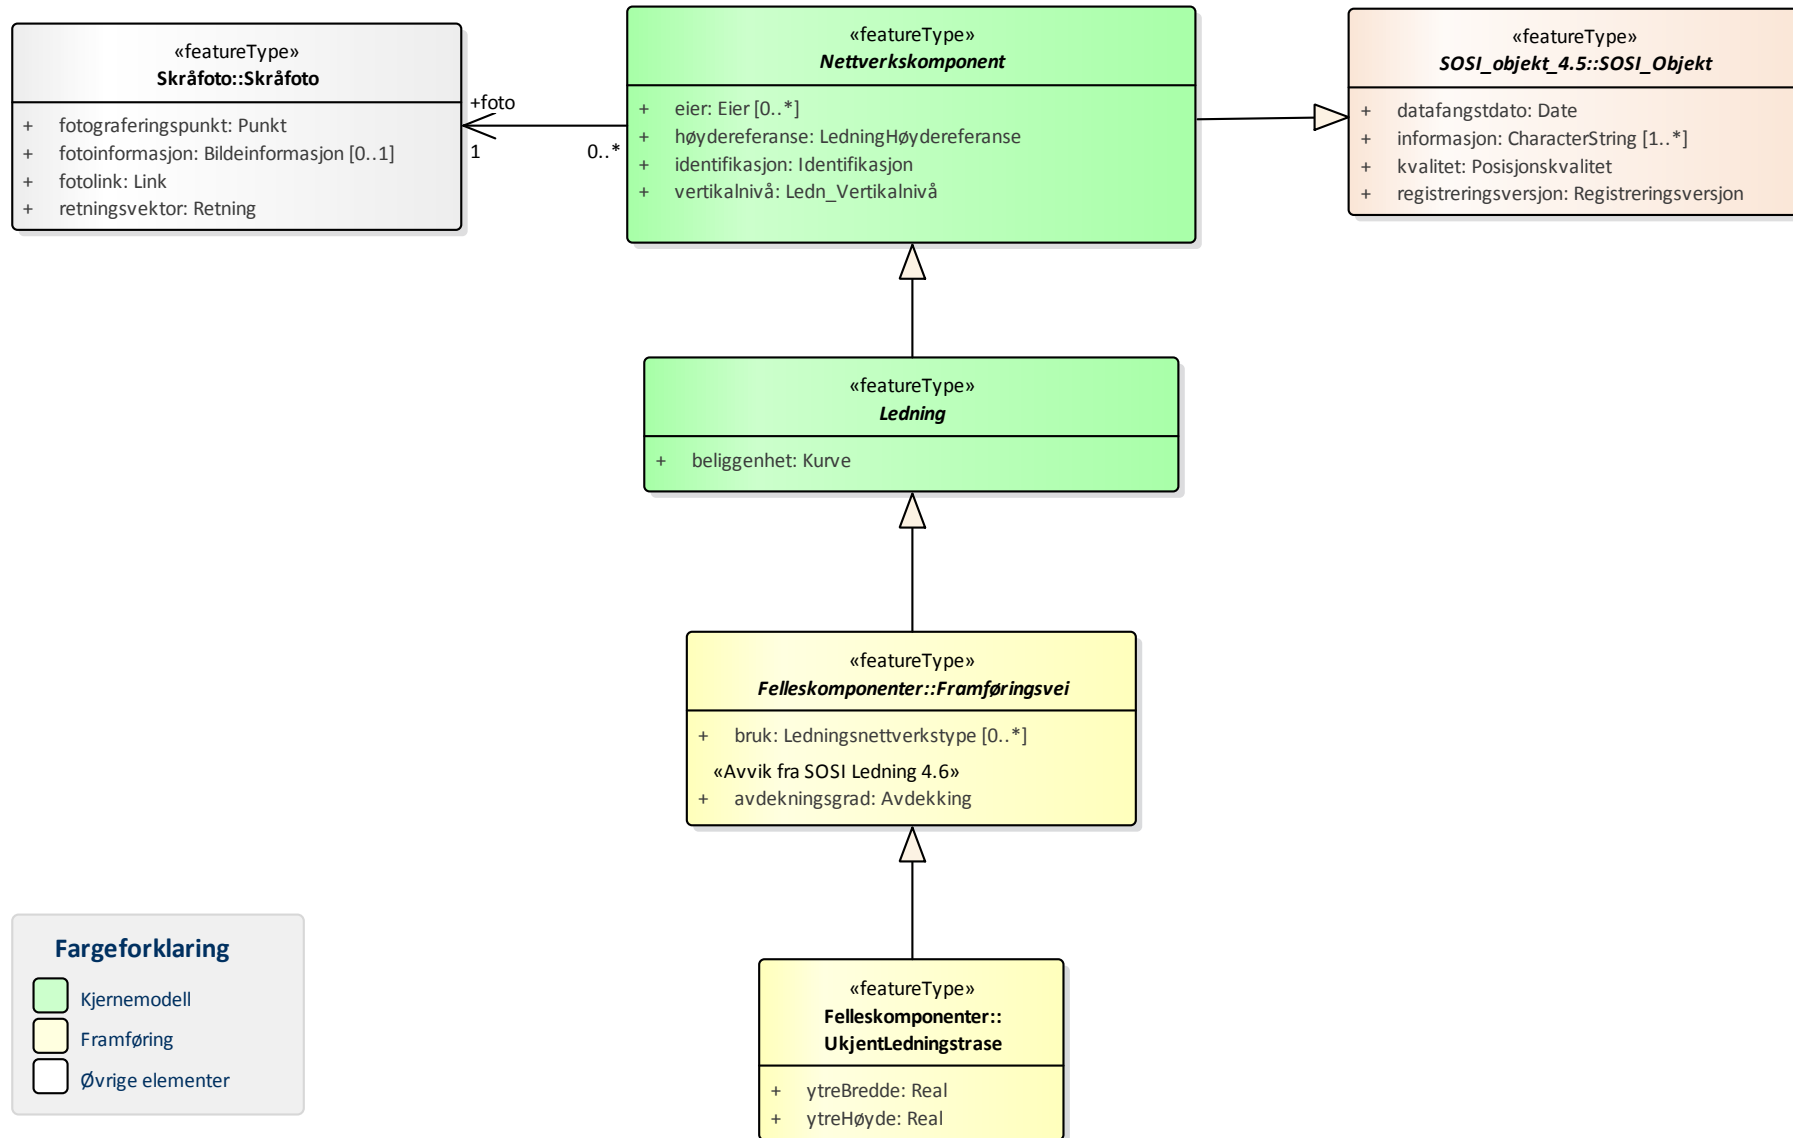 «featureType»
Skråfoto::Skråfoto
+ fotograferingspunkt: Punkt
+ fotoinformasjon: Bildeinformasjon [0..1]
+ fotolink: Link
+ retningsvektor: Retning
+foto
1
0..*
«featureType»
Nettverkskomponent
+ eier: Eier [0..*]
+ høydereferanse: LedningHøydereferanse
+ identifikasjon: Identifikasjon
+ vertikalnivå: Ledn_Vertikalnivå
«featureType»
SOSI_objekt_4.5::SOSI_Objekt
+ datafangstdato: Date
+ informasjon: CharacterString [1..*]
+ kvalitet: Posisjonskvalitet
+ registreringsversjon: Registreringsversjon
«featureType»
Ledning
+ beliggenhet: Kurve
«featureType»
Felleskomponenter::Framføringsvei
+ bruk: Ledningsnettverkstype [0..*]
«Avvik fra SOSI Ledning 4.6»
+ avdekningsgrad: Avdekking
«featureType»
Felleskomponenter::
UkjentLedningstrase
+ ytreBredde: Real
+ ytreHøyde: Real
Fargeforklaring
Kjernemodell
Framføring
Øvrige elementer